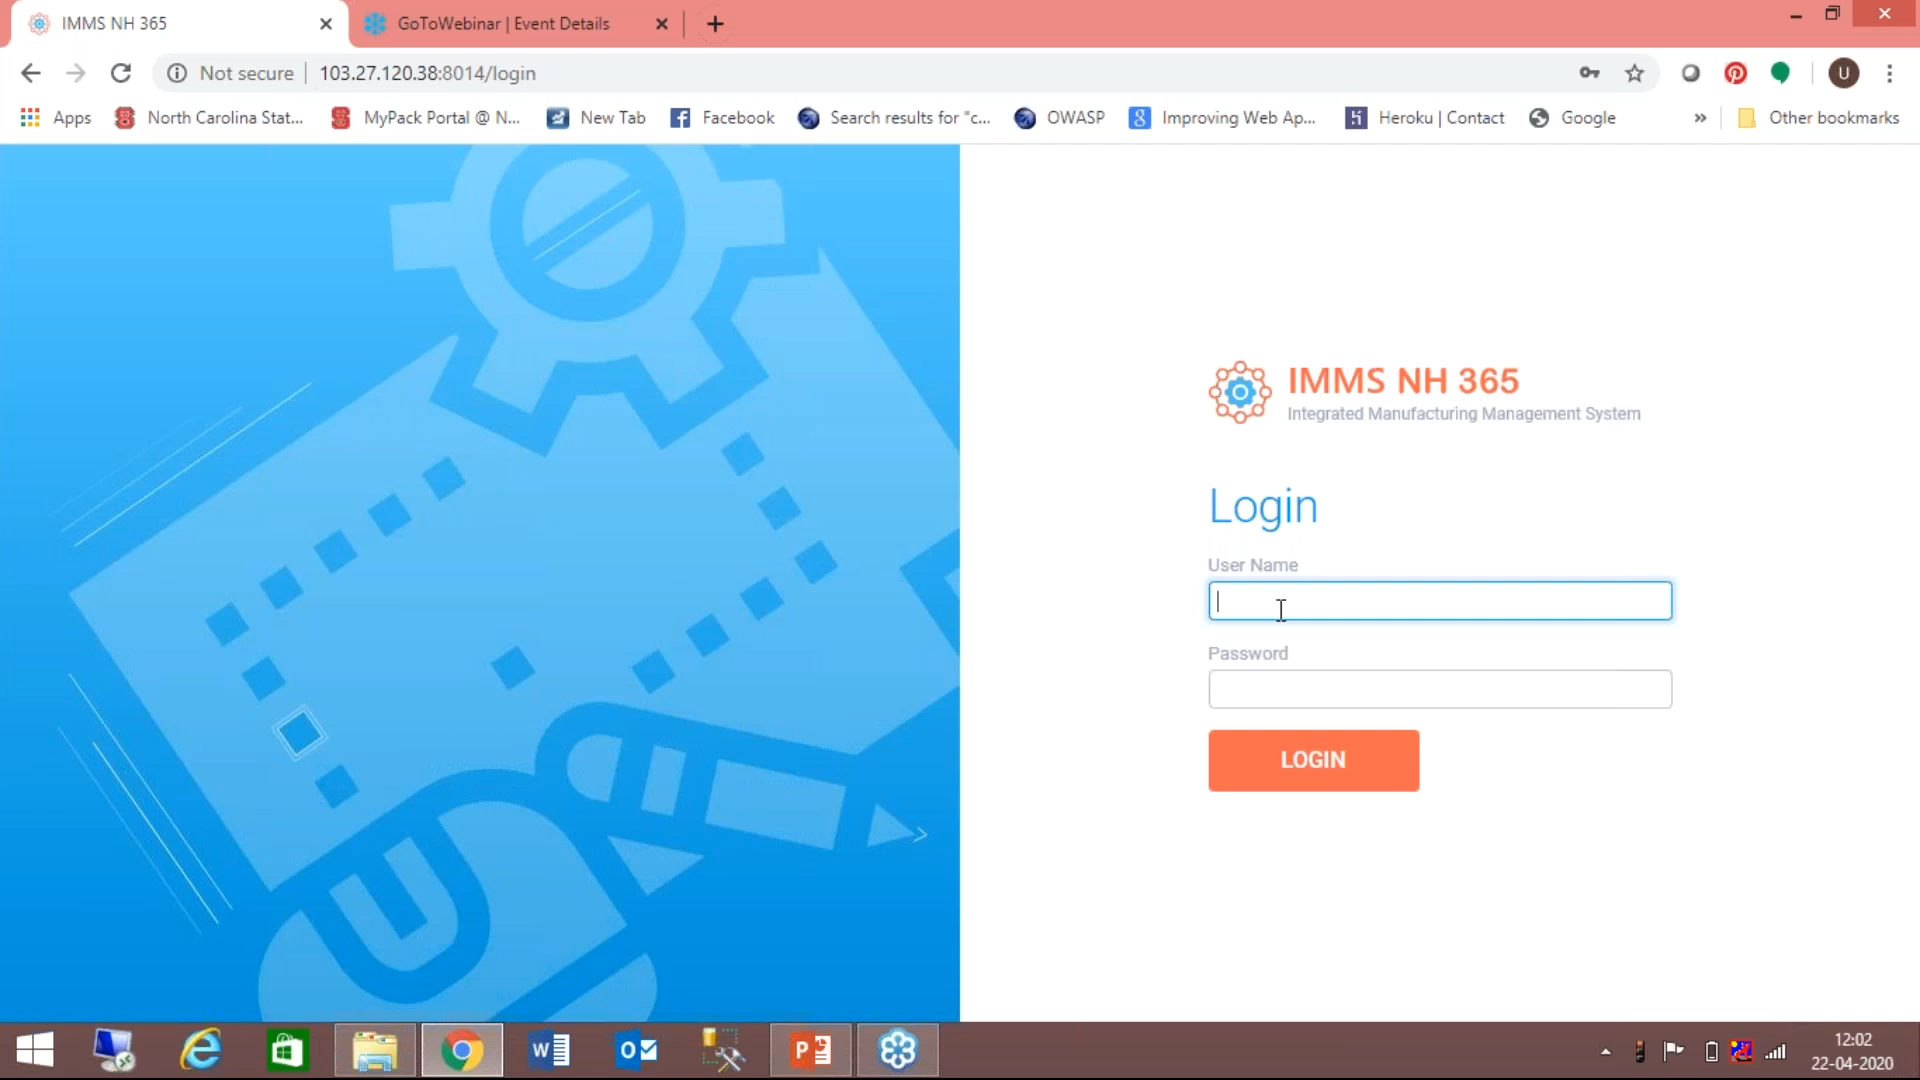 IMMS NH 365
GoToWebinar | Event Details
Not secure
103.27.120.38:8014/login
U
Apps
North Carolina Stat...
MyPack Portal @ N...
New Tab
Facebook
Search results for "c...
OWASP
Improving Web Ap...
Heroku | Contact
Google
»
Other bookmarks
IMMS NH 365
Integrated Manufacturing Management System
Login
User Name
Password
LOGIN
12:02
22-04-2020